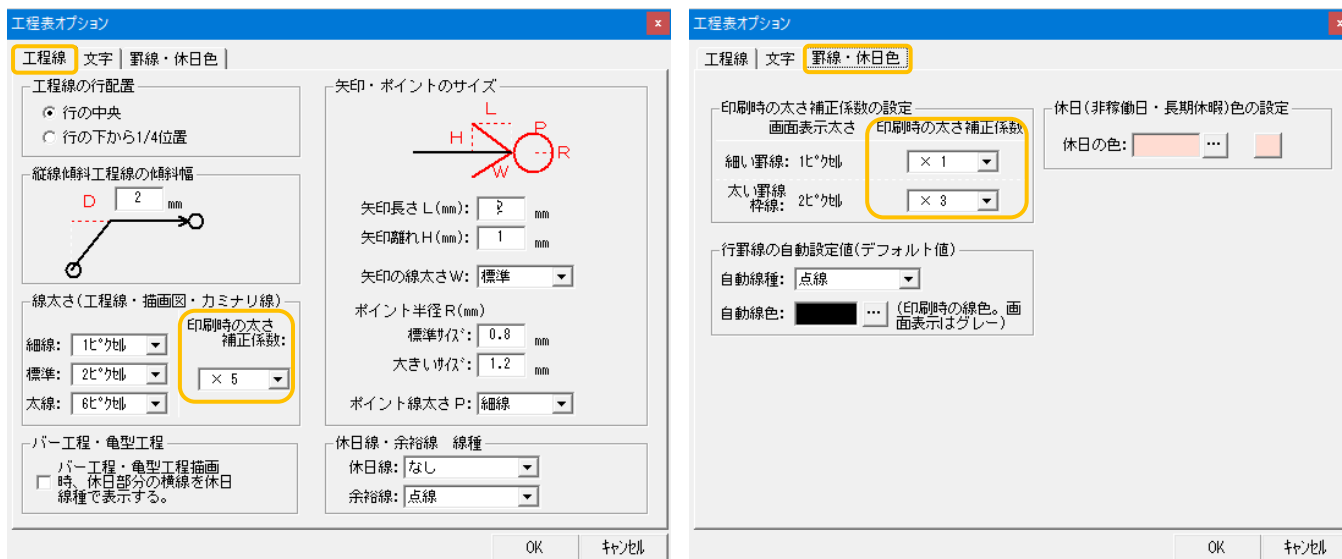 工程表オプション
x
工程線 文字 罫線・休日色
工程線の行配置
行の中央
行の下から1/4位置
縦線傾斜工程線の傾斜幅
D 2 mm
線太さ(工程線・描画図・カミナリ線)
印刷時の太さ
補正係数:
細線: 1ピクセル
標準: 2ピクセル
× 5
太線: 6ピクセル
バー工程・亀型工程
バー工程・亀型工程描画
時、休日部分の横線を休日
線種で表示する。
矢印・ポイントのサイズ
L
H P
R
W
矢印長さL(mm): 2 mm
矢印離れH(mm): 1 mm
矢印の線太さW: 標準
ポイント半径R(mm)
標準サイズ: 0.8 mm
大きいサイズ: 1.2 mm
ポイント線太さP: 細線
休日線・余裕線 線種
休日線: なし
余裕線: 点線
OK キャンセル
工程表オプション
x
工程線 文字 罫線・休日色
印刷時の太さ補正係数の設定
画面表示太さ 印刷時の太さ補正係数
細い罫線: 1ピクセル × 1
太い罫線
枠線: 2ピクセル × 3
行罫線の自動設定値(デフォルト値)
自動線種: 点線
自動線色: ... (印刷時の線色。画
面表示はグレー)
休日(非稼働日・長期休暇)色の設定
休日の色: ...
OK キャンセル